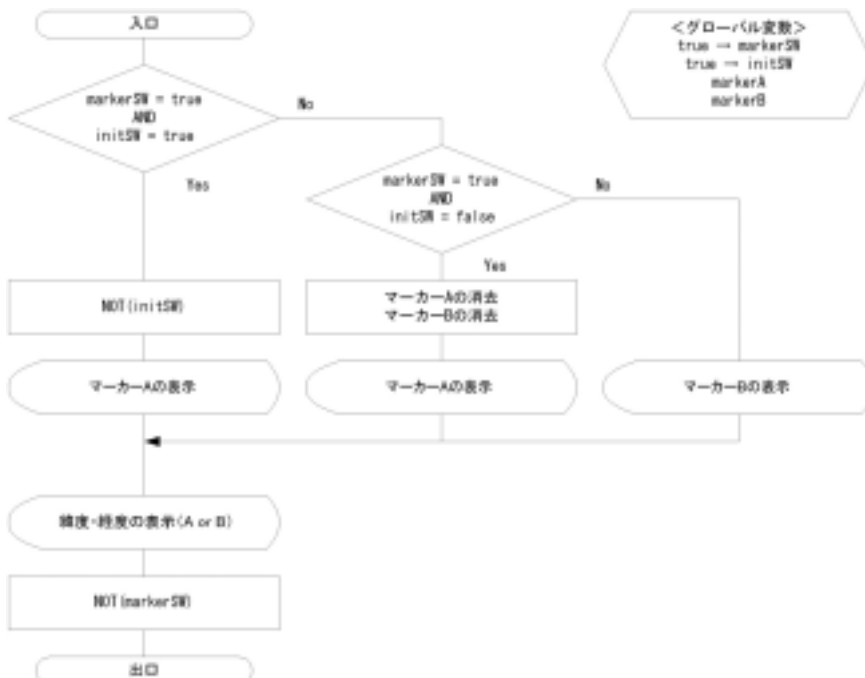 入口
<グローバル変数>
true → markerSW
true → initSW
markerA
markerB
markerSW = true
AND
initSW = true
No
Yes
markerSW = true
AND
initSW = false
No
Yes
NOT(initSW)
マーカーAの消去
マーカーBの消去
マーカーAの表示
マーカーAの表示
マーカーBの表示
緯度・経度の表示(A or B)
NOT(markerSW)
出口